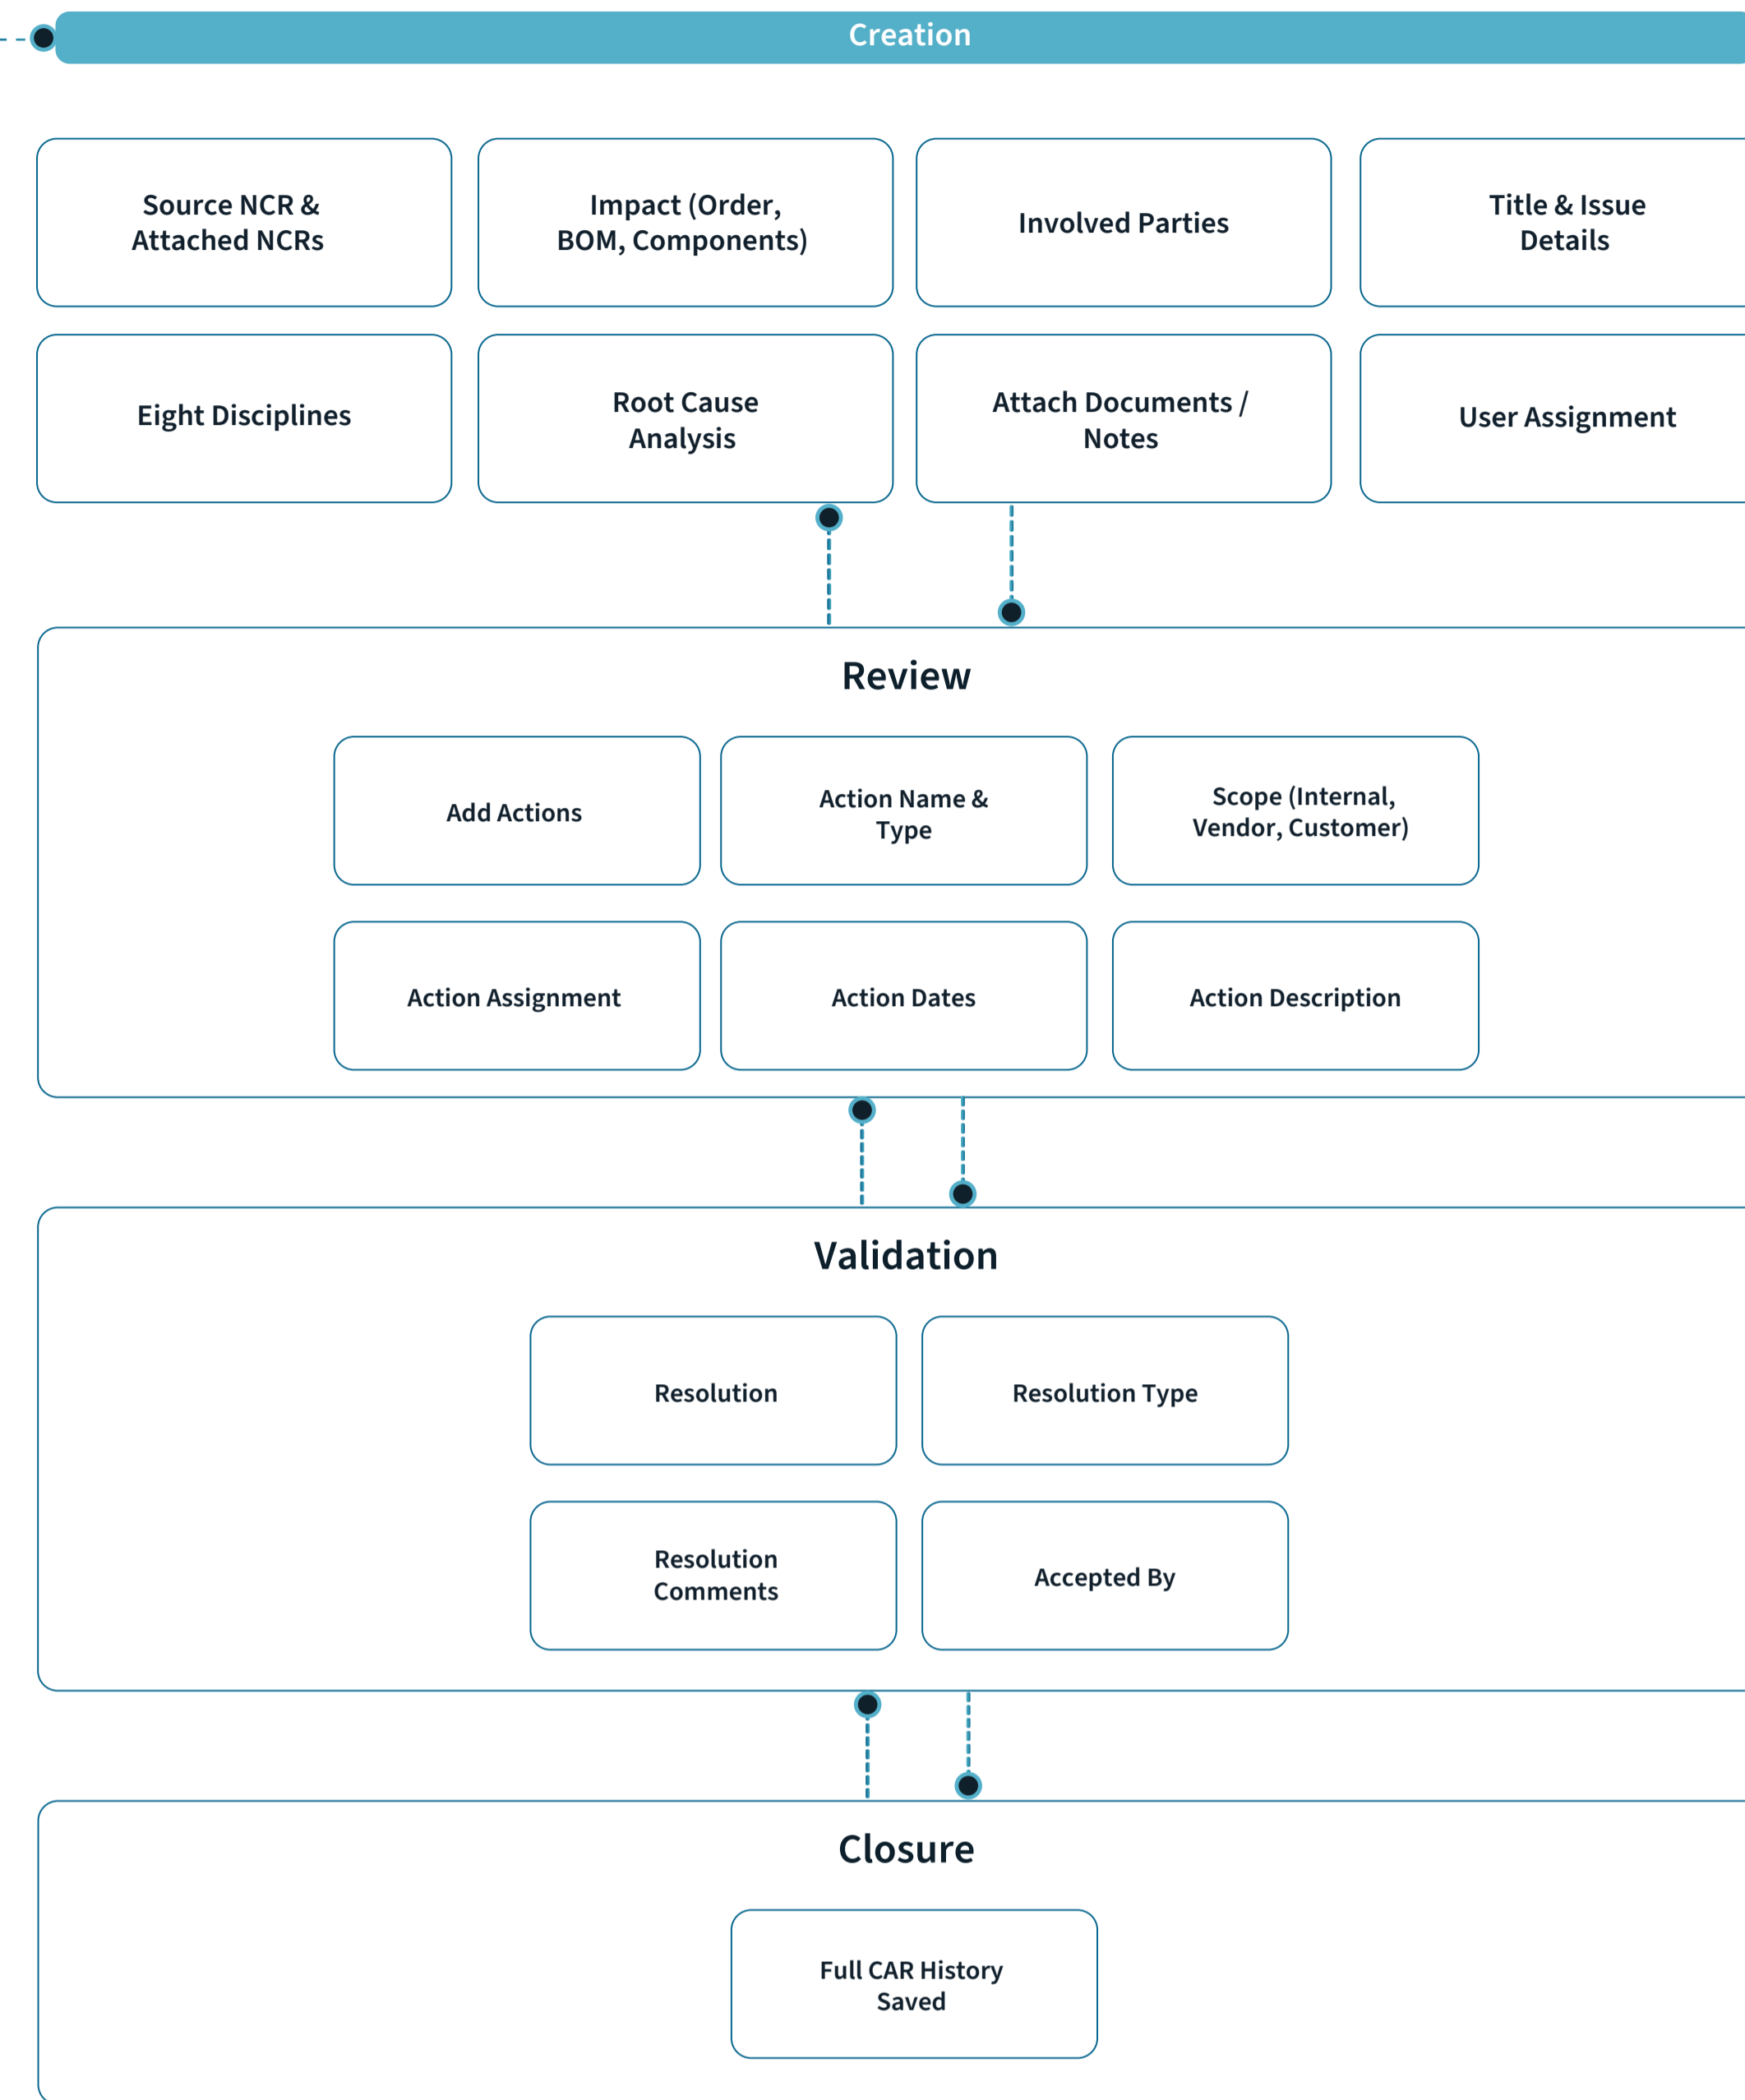 Creation
Source NCR &
Attached NCRs
Impact (Order,
BOM, Components)
Involved Parties
Title & Issue
Details
Eight Disciplines
Root Cause
Analysis
Attach Documents /
Notes
User Assignment
Review
Add Actions
Action Name &
Type
Scope (Internal,
Vendor, Customer)
Action Assignment
Action Dates
Action Description
Validation
Resolution
Resolution Type
Resolution
Comments
Accepted By
Closure
Full CAR History
Saved